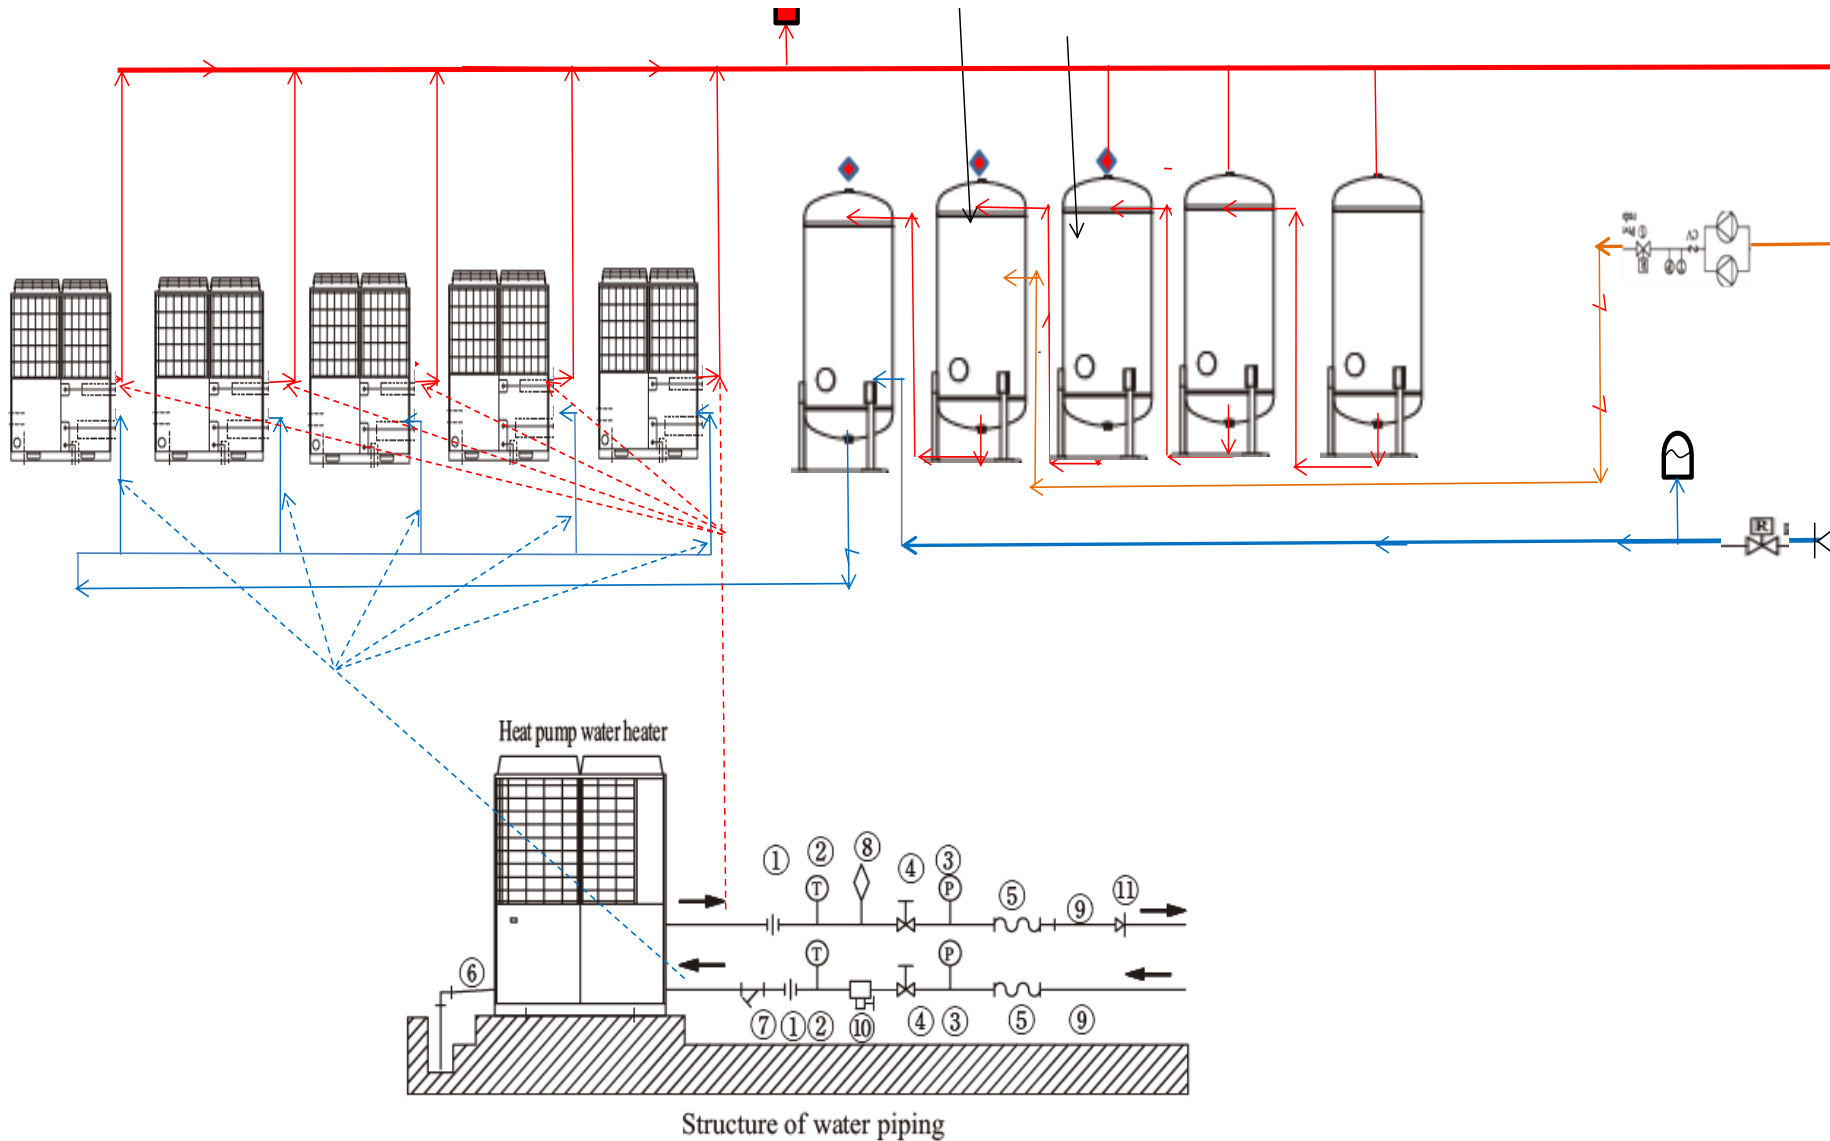 CV
R
Heat pump water heater
① ② ⑧ ④ ③ ⑤ ⑨ ⑪
T P
T P
⑥
⑦ ① ② ⑩ ④ ③ ⑤ ⑨
Structure of water piping